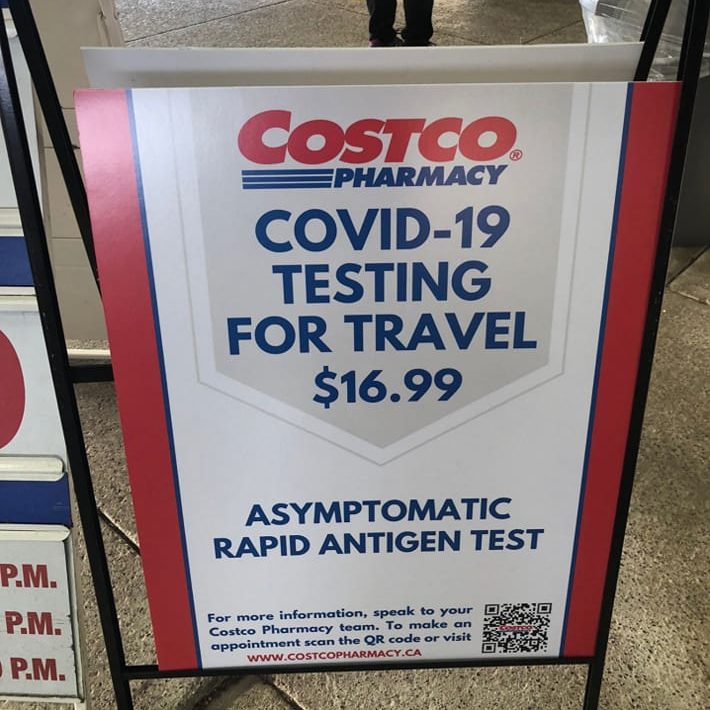 COSTCO®
PHARMACY
COVID-19
TESTING
FOR TRAVEL
$16.99
ASYMPTOMATIC
RAPID ANTIGEN TEST
For more information, speak to your
Costco Pharmacy team. To make an
appointment scan the QR code or visit
WWW.COSTCOPHARMACY.CA
COSTCO
P.M.
P.M.
P.M.